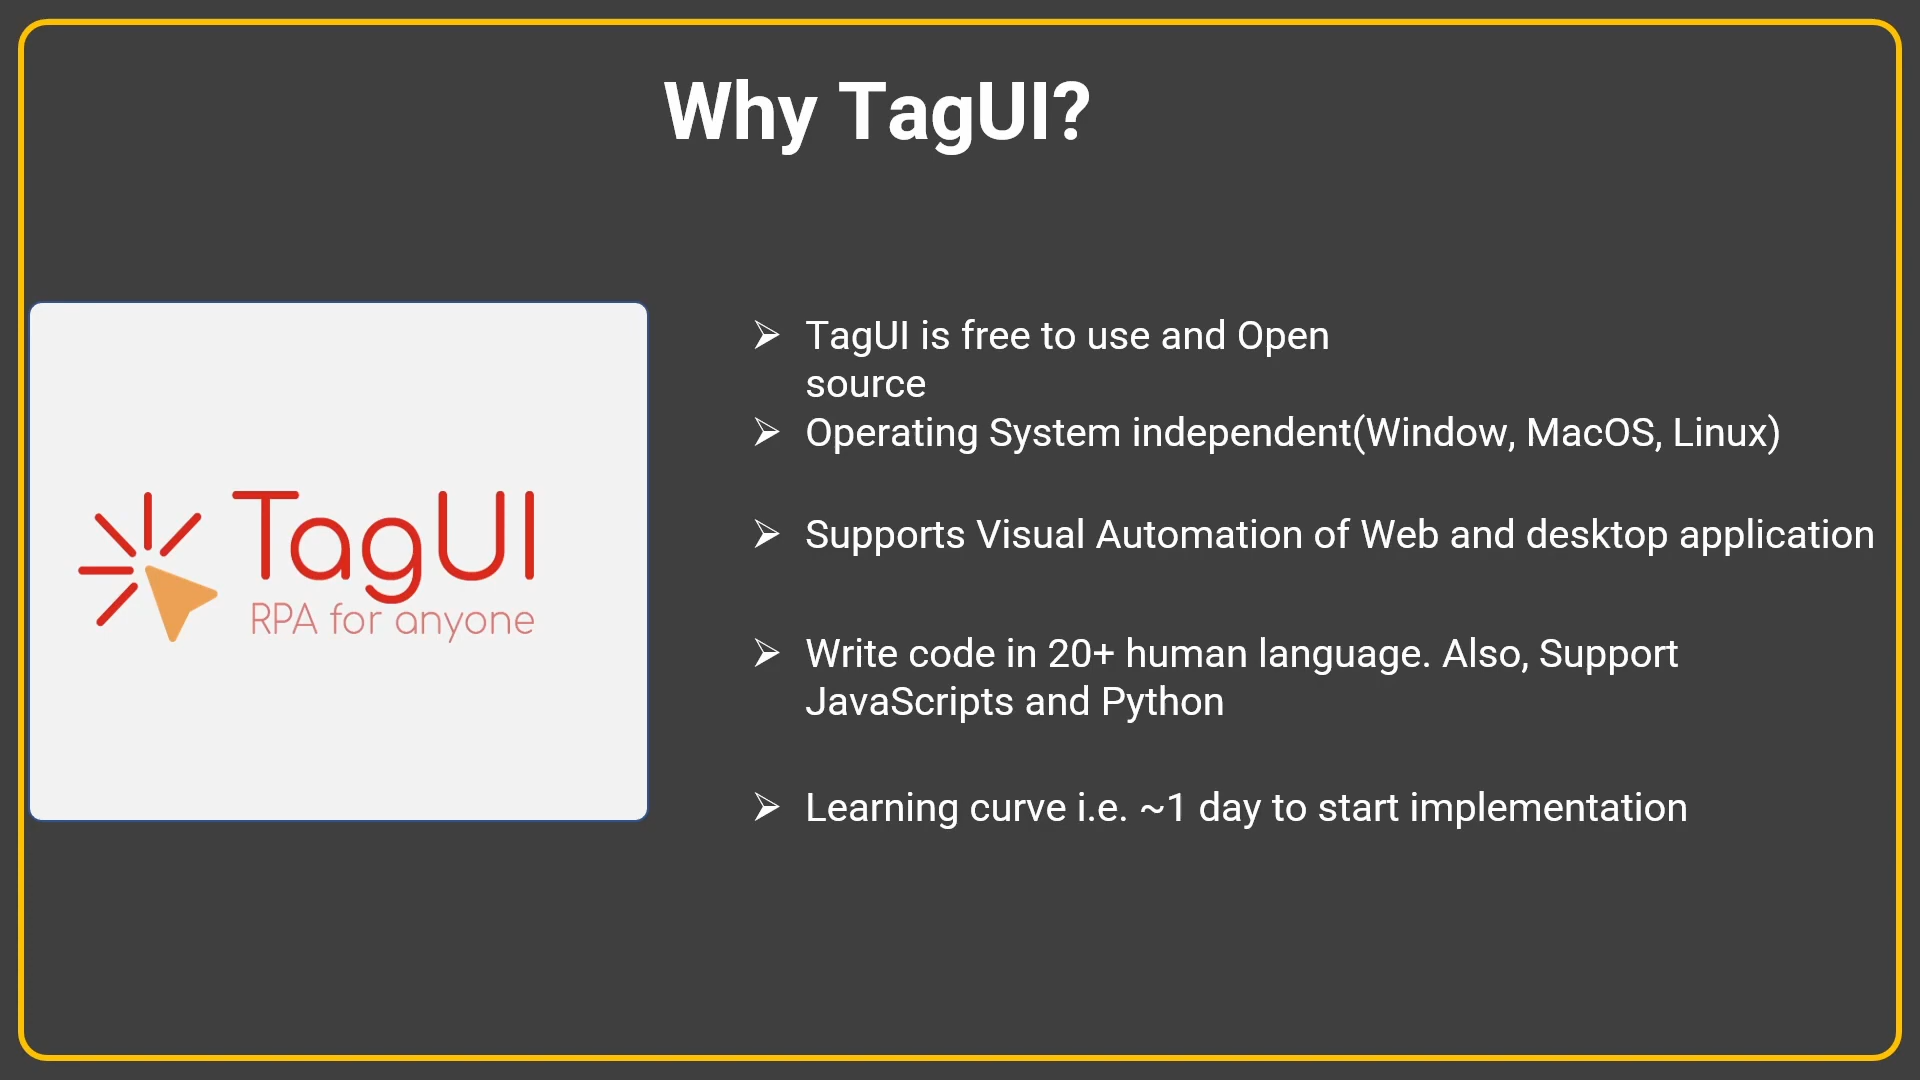 Why TagUI?
TagUI
RPA for anyone
➢ TagUI is free to use and Open
source
➢ Operating System independent(Window, MacOS, Linux)
➢ Supports Visual Automation of Web and desktop application
➢ Write code in 20+ human language. Also, Support
JavaScripts and Python
➢ Learning curve i.e. ~1 day to start implementation